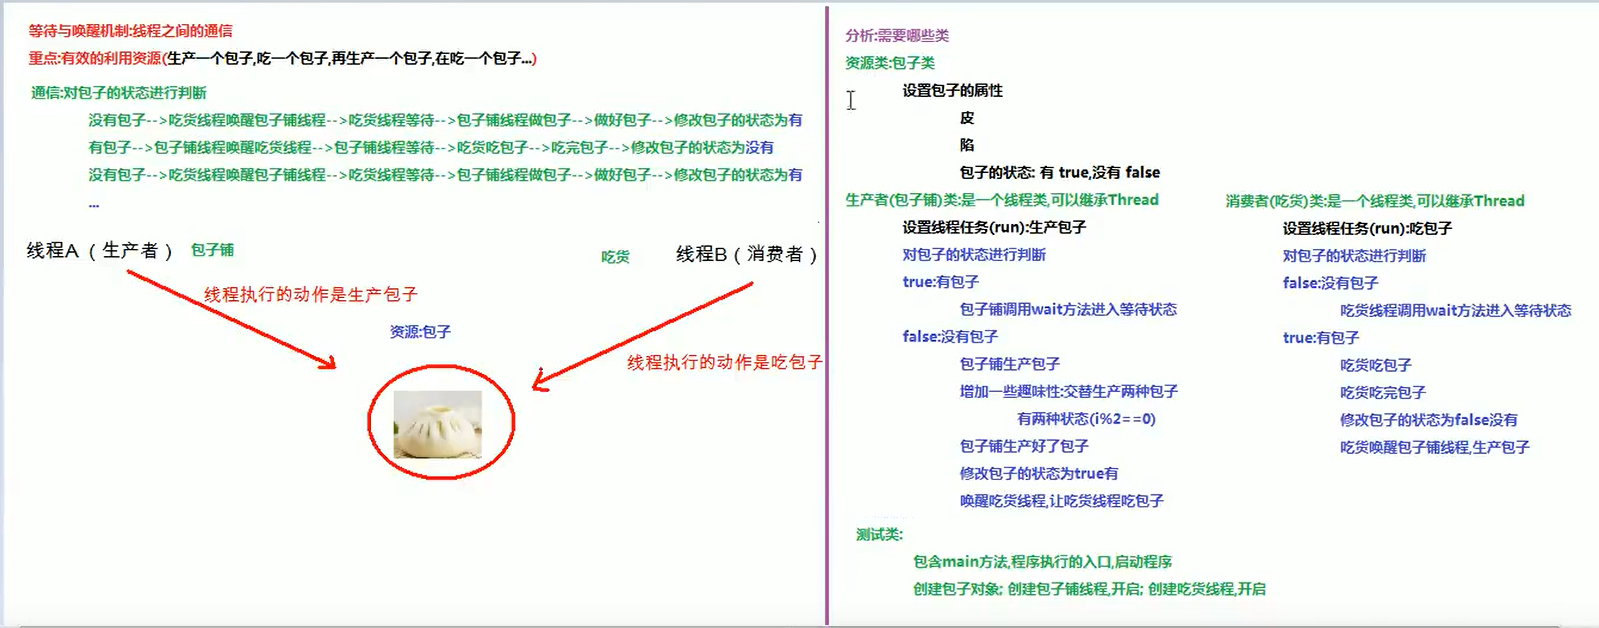 等待与唤醒机制:线程之间的通信
重点:有效的利用资源(生产一个包子,吃一个包子,再生产一个包子,在吃一个包子...)
通信:对包子的状态进行判断
没有包子-->吃货线程唤醒包子铺线程-->吃货线程等待-->包子铺线程做包子-->做好包子-->修改包子的状态为有
有包子-->包子铺线程唤醒吃货线程-->包子铺线程等待-->吃货吃包子-->吃完包子-->修改包子的状态为没有
没有包子-->吃货线程唤醒包子铺线程-->吃货线程等待-->包子铺线程做包子-->做好包子-->修改包子的状态为有
...
线程A（生产者） 包子铺
吃货 线程B（消费者）
线程执行的动作是生产包子
资源:包子
线程执行的动作是吃包子
分析:需要哪些类
资源类:包子类
设置包子的属性
皮
陷
包子的状态: 有 true,没有 false
生产者(包子铺)类:是一个线程类,可以继承Thread
设置线程任务(run):生产包子
对包子的状态进行判断
true:有包子
包子铺调用wait方法进入等待状态
false:没有包子
包子铺生产包子
增加一些趣味性:交替生产两种包子
有两种状态(i%2==0)
包子铺生产好了包子
修改包子的状态为true有
唤醒吃货线程,让吃货线程吃包子
消费者(吃货)类:是一个线程类,可以继承Thread
设置线程任务(run):吃包子
对包子的状态进行判断
false:没有包子
吃货线程调用wait方法进入等待状态
true:有包子
吃货吃包子
吃货吃完包子
修改包子的状态为false没有
吃货唤醒包子铺线程,生产包子
测试类:
包含main方法,程序执行的入口,启动程序
创建包子对象; 创建包子铺线程,开启; 创建吃货线程,开启